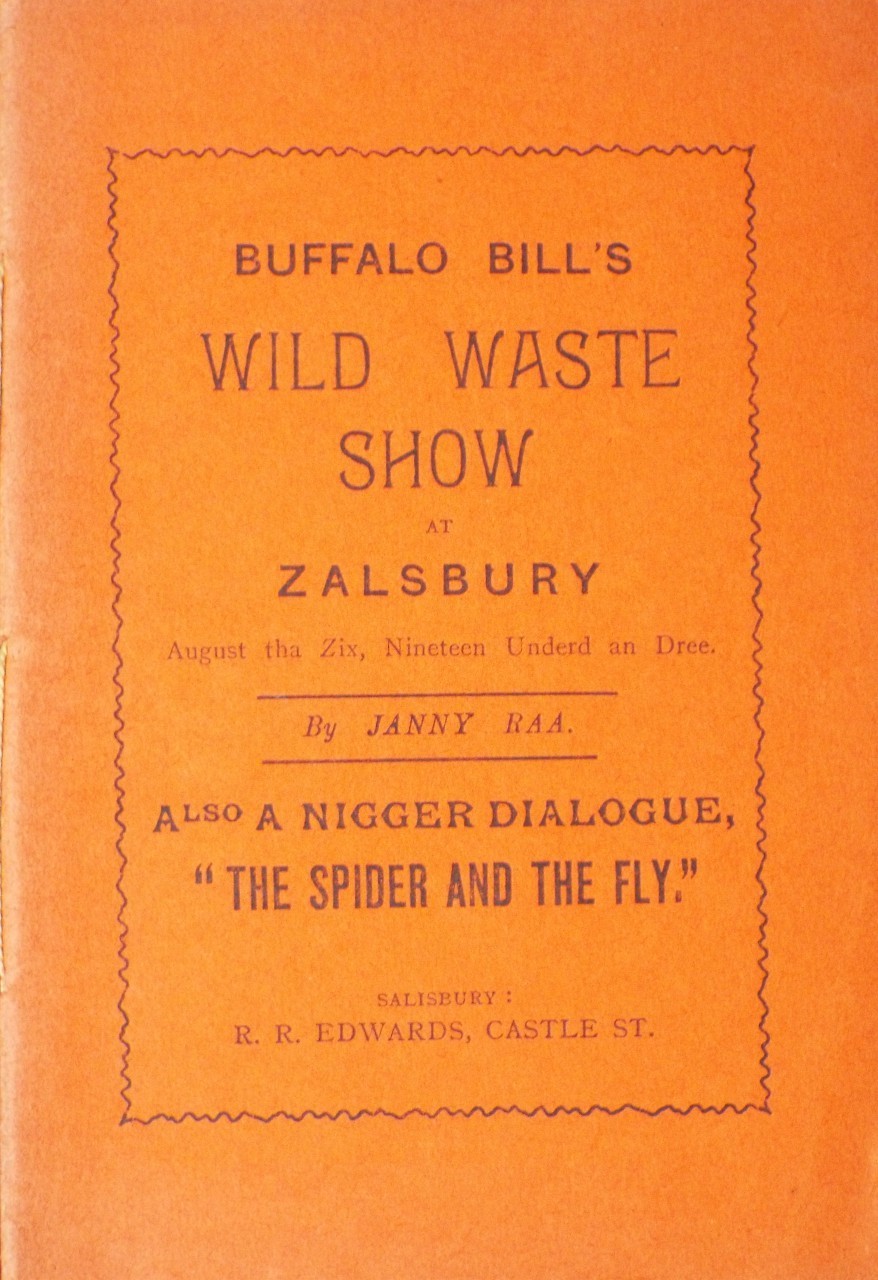 BUFFALO BILL'S
WILD WASTE
SHOW
AT
ZALSBURY
August tha Zix, Nineteen Underd an Dree.
By JANNY RAA.
ALSO A NIGGER DIALOGUE,
"THE SPIDER AND THE FLY."
SALISBURY:
R. R. EDWARDS, CASTLE ST.